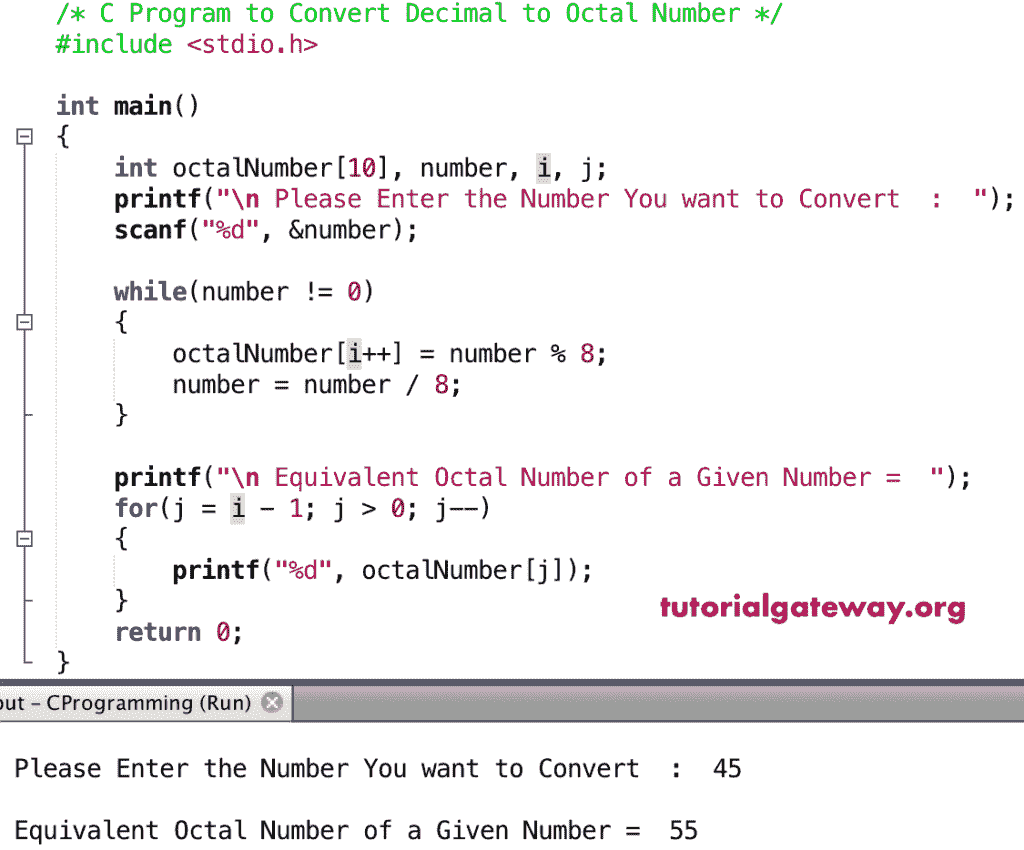 /* C Program to Convert Decimal to Octal Number */
#include <stdio.h>
int main()
{
int octalNumber[10], number, i, j;
printf("\n Please Enter the Number You want to Convert  :  ");
scanf("%d", &number);
while(number != 0)
{
octalNumber[i++] = number % 8;
number = number / 8;
}
printf("\n Equivalent Octal Number of a Given Number =  ");
for(j = i - 1; j > 0; j--)
{
printf("%d", octalNumber[j]);
}
tutorialgateway.org
return 0;
}
out – CProgramming (Run)
Please Enter the Number You want to Convert  :  45
Equivalent Octal Number of a Given Number =  55